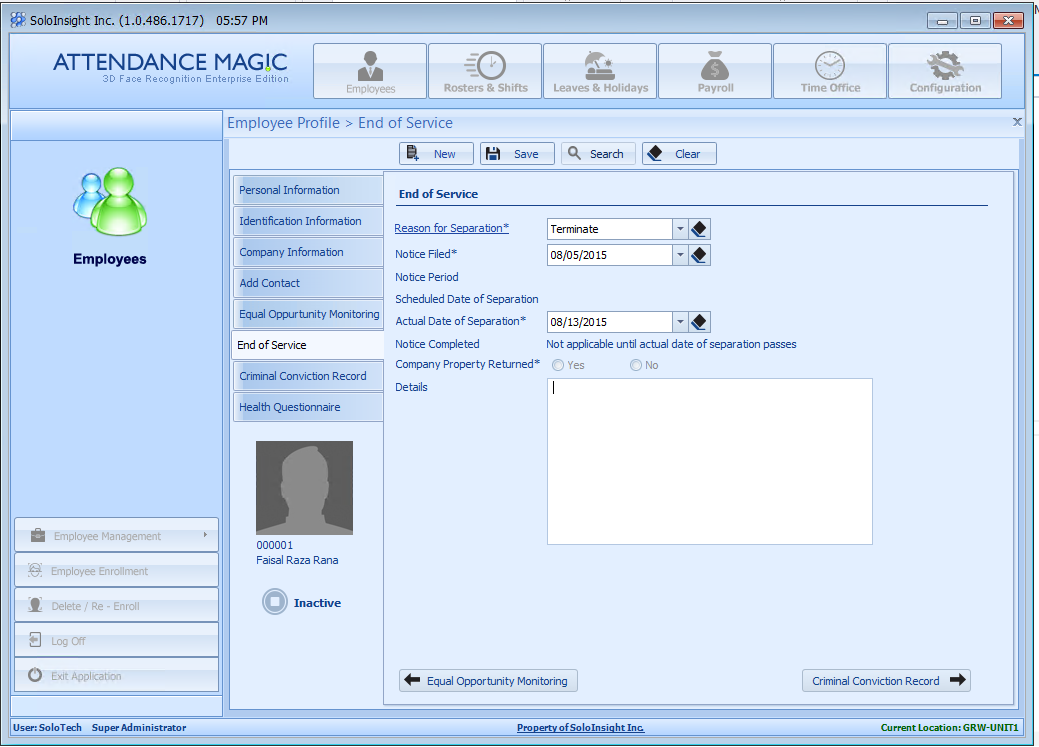 SoloInsight Inc. (1.0.486.1717) 05:57 PM
ATTENDANCE MAGIC
3D Face Recognition Enterprise Edition
Employees
Rosters & Shifts
Leaves & Holidays
Payroll
Time Office
Configuration
Employee Profile > End of Service
New
Save
Search
Clear
Employees
Personal Information
Identification Information
Company Information
Add Contact
Equal Oppurtunity Monitoring
End of Service
Criminal Conviction Record
Health Questionnaire
000001
Faisal Raza Rana
Inactive
End of Service
Reason for Separation* Terminate
Notice Filed* 08/05/2015
Notice Period
Scheduled Date of Separation
Actual Date of Separation* 08/13/2015
Notice Completed Not applicable until actual date of separation passes
Company Property Returned* Yes No
Details
Employee Management
Employee Enrollment
Delete / Re - Enroll
Log Off
Exit Application
Equal Opportunity Monitoring
Criminal Conviction Record
User: SoloTech Super Administrator
Property of SoloInsight Inc.
Current Location: GRW-UNIT1